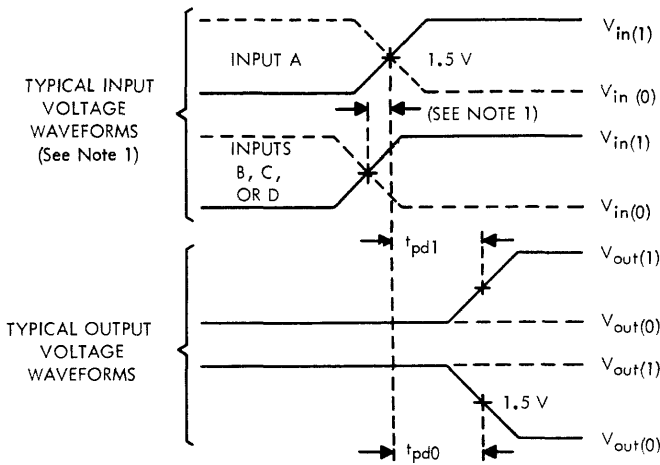 INPUT A
1.5 V
V_in(1)
V_in (0)
TYPICAL INPUT
VOLTAGE
WAVEFORMS
(See Note 1)
(SEE NOTE 1)
INPUTS
B, C,
OR D
V_in(1)
V_in(0)
t_pd1
V_out(1)
V_out(0)
TYPICAL OUTPUT
VOLTAGE
WAVEFORMS
V_out(1)
1.5 V
t_pd0
V_out(0)